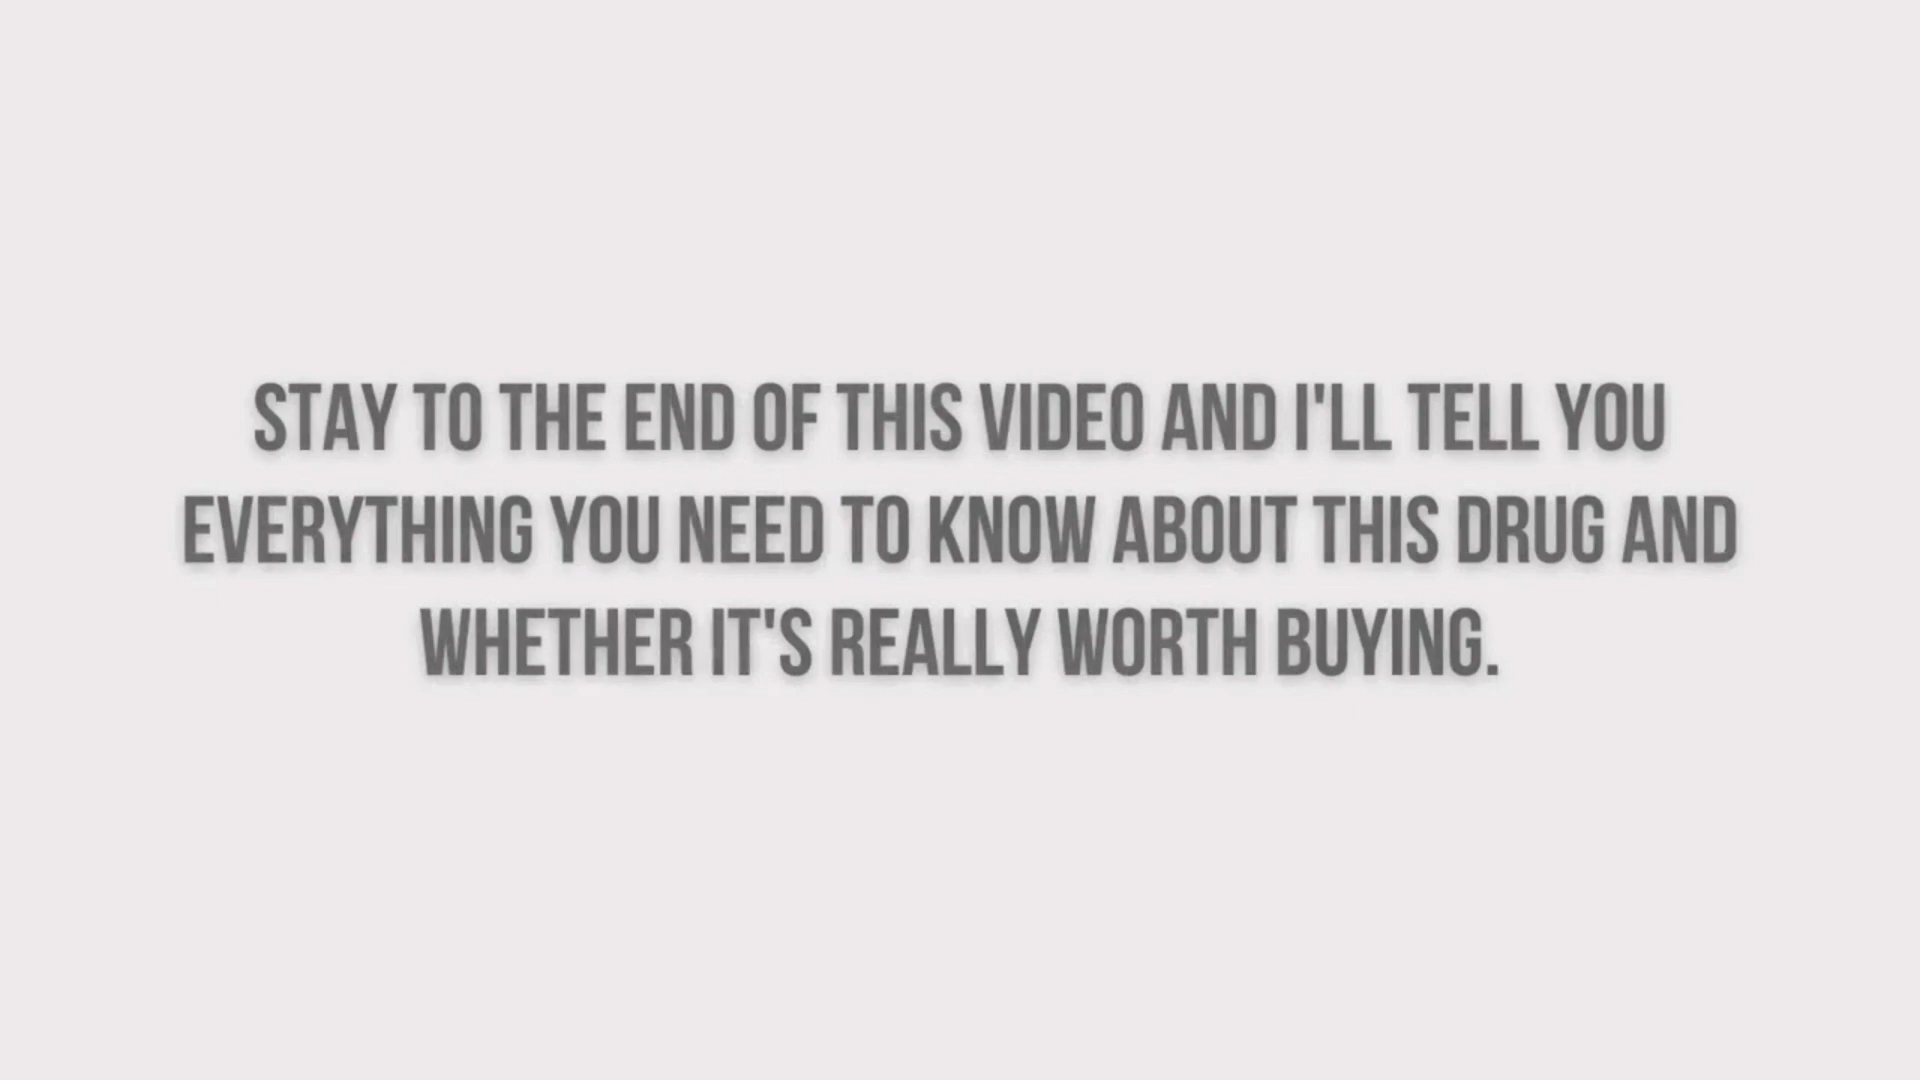 STAY TO THE END OF THIS VIDEO AND I'LL TELL YOU
EVERYTHING YOU NEED TO KNOW ABOUT THIS DRUG AND
WHETHER IT'S REALLY WORTH BUYING.